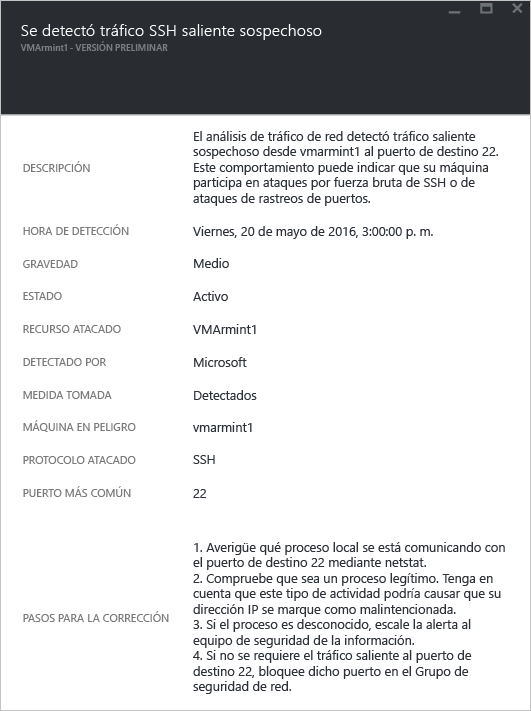 Se detectó tráfico SSH saliente sospechoso
VMArmint1 - VERSIÓN PRELIMINAR
DESCRIPCIÓN
El análisis de tráfico de red detectó tráfico saliente
sospechoso desde vmarmint1 al puerto de destino 22.
Este comportamiento puede indicar que su máquina
participa en ataques por fuerza bruta de SSH o de
ataques de rastreos de puertos.
HORA DE DETECCIÓN
Viernes, 20 de mayo de 2016, 3:00:00 p. m.
GRAVEDAD
Medio
ESTADO
Activo
RECURSO ATACADO
VMArmint1
DETECTADO POR
Microsoft
MEDIDA TOMADA
Detectados
MÁQUINA EN PELIGRO
vmarmint1
PROTOCOLO ATACADO
SSH
PUERTO MÁS COMÚN
22
PASOS PARA LA CORRECCIÓN
1. Averigüe qué proceso local se está comunicando con
el puerto de destino 22 mediante netstat.
2. Compruebe que sea un proceso legítimo. Tenga en
cuenta que este tipo de actividad podría causar que su
dirección IP se marque como malintencionada.
3. Si el proceso es desconocido, escale la alerta al
equipo de seguridad de la información.
4. Si no se requiere el tráfico saliente al puerto de
destino 22, bloquee dicho puerto en el Grupo de
seguridad de red.